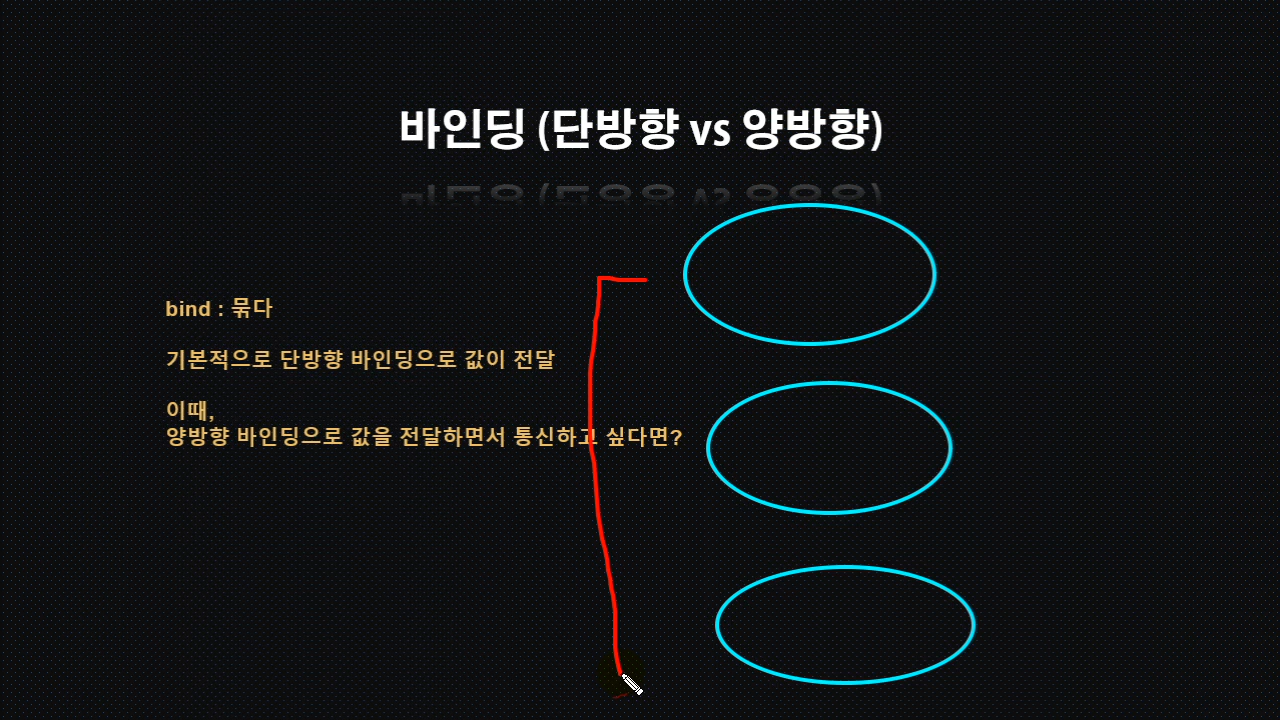 바인딩 (단방향 vs 양방향)
bind : 묶다
기본적으로 단방향 바인딩으로 값이 전달
이때,
양방향 바인딩으로 값을 전달하면서 통신하고 싶다면?